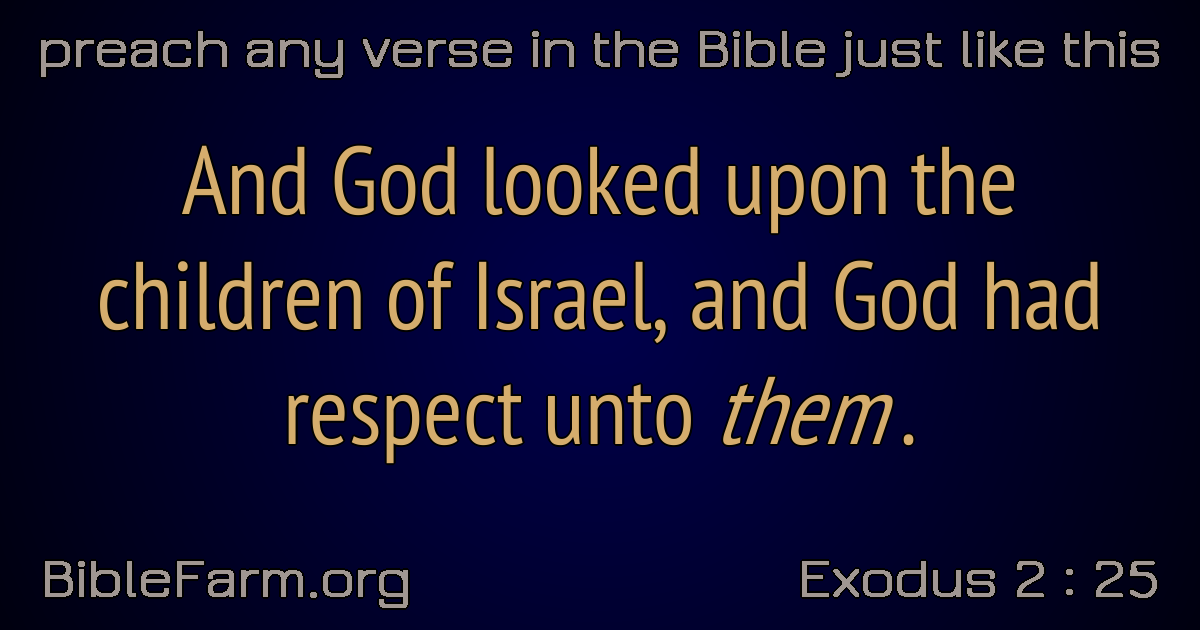 preach any verse in the Bible just like this
And God looked upon the
children of Israel, and God had
respect unto them .
BibleFarm.org
Exodus 2 : 25